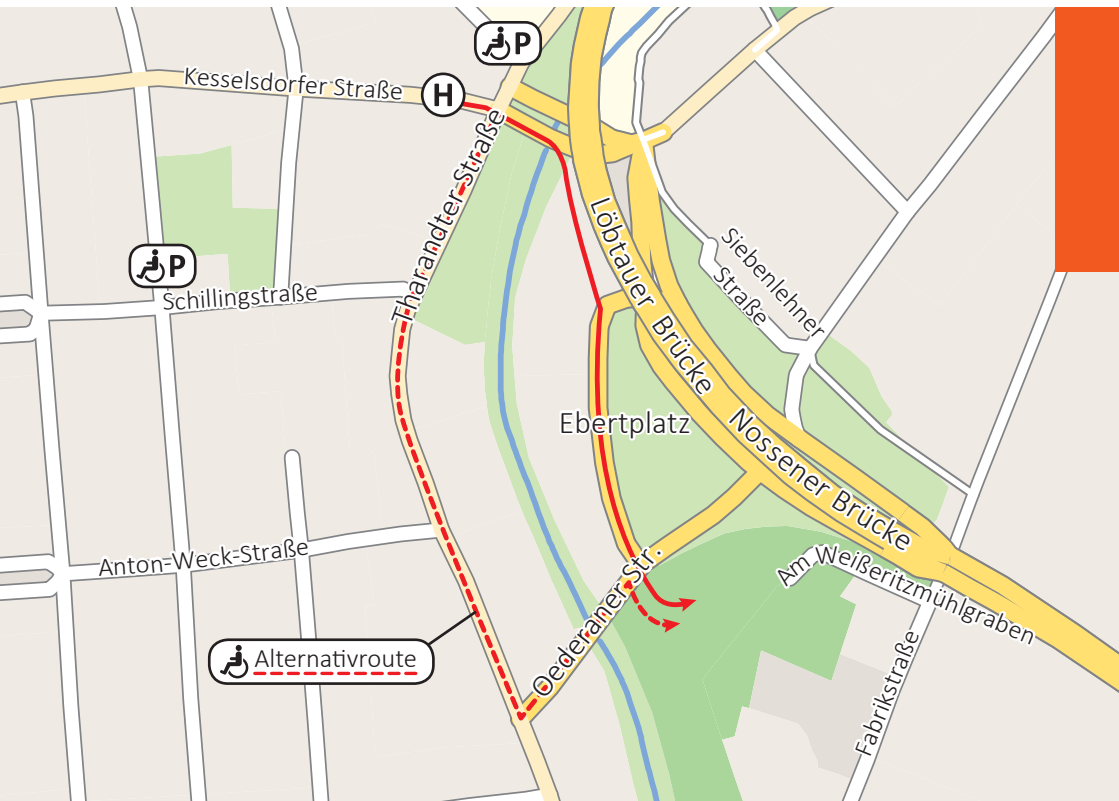 P
Kesselsdorfer Straße
H
Tharandter Straße
Löbtauer Brücke
Siebenlehner
Straße
P
Schillingstraße
Ebertplatz
Nossener Brücke
Anton-Weck-Straße
Am Weißeritzmühlgraben
Oederaner Str.
Alternativroute
Fabrikstraße